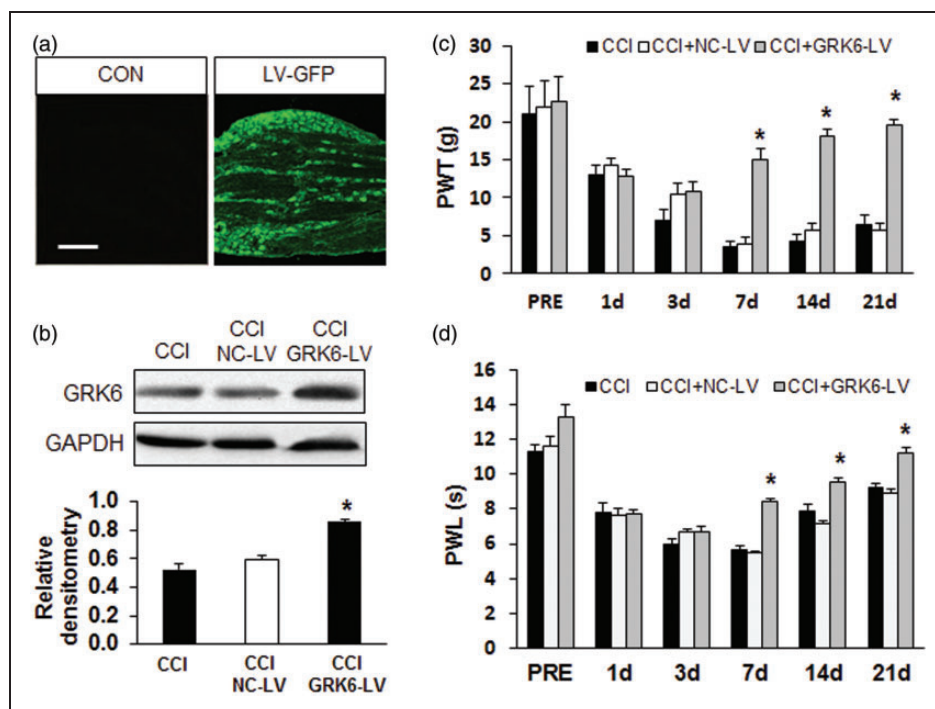 (a)
CON LV-GFP
(b)
CCI CCI NC-LV CCI GRK6-LV
GRK6
GAPDH
Relative densitometry
1.0
0.8
0.6
0.4
0.2
0.0
*
CCI CCI NC-LV CCI GRK6-LV
(c)
CCI CCI+NC-LV CCI+GRK6-LV
PWT (g)
30
25
20
15
10
5
0
* * *
PRE 1d 3d 7d 14d 21d
(d)
CCI CCI+NC-LV CCI+GRK6-LV
PWL (s)
16
14
12
10
8
6
4
2
0
* * *
PRE 1d 3d 7d 14d 21d